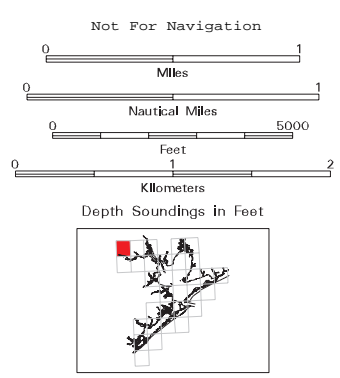 Not For Navigation
0 1
Miles
0 1
Nautical Miles
0 5000
Feet
0 1 2
Kilometers
Depth Soundings in Feet